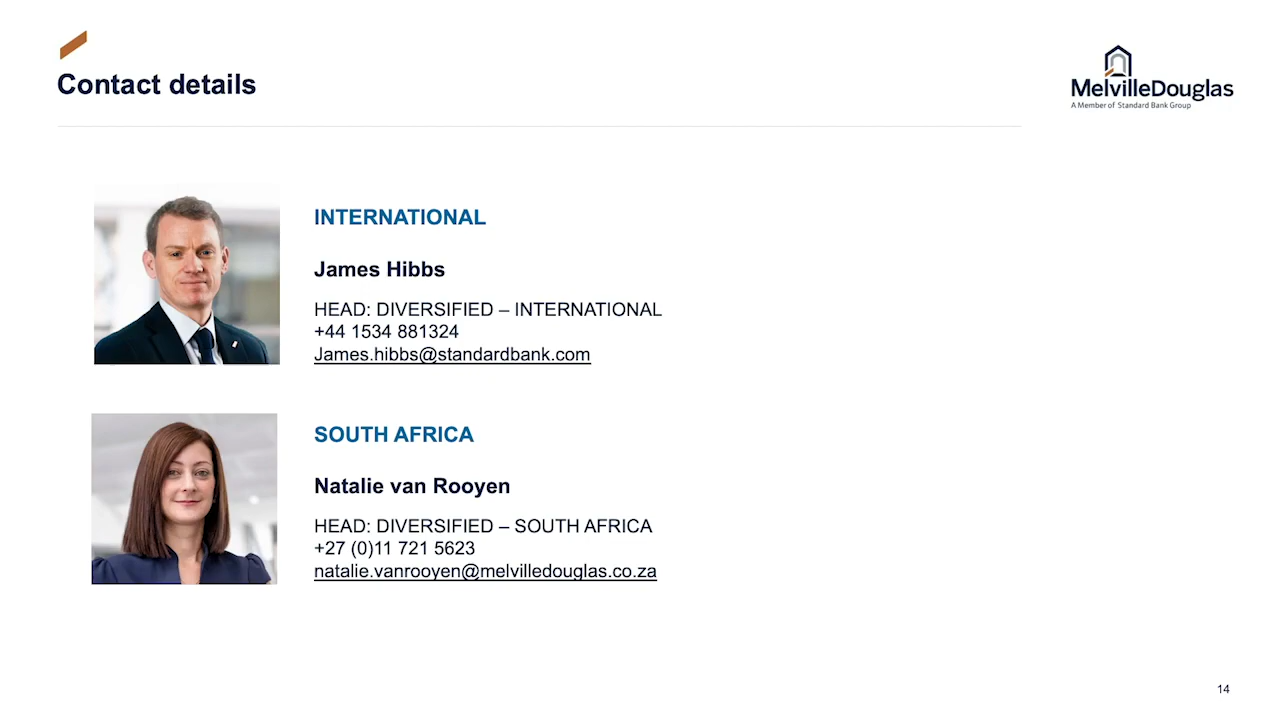 Contact details
MelvilleDouglas
A Member of Standard Bank Group
INTERNATIONAL
James Hibbs
HEAD: DIVERSIFIED – INTERNATIONAL
+44 1534 881324
James.hibbs@standardbank.com
SOUTH AFRICA
Natalie van Rooyen
HEAD: DIVERSIFIED – SOUTH AFRICA
+27 (0)11 721 5623
natalie.vanrooyen@melvilledouglas.co.za
14